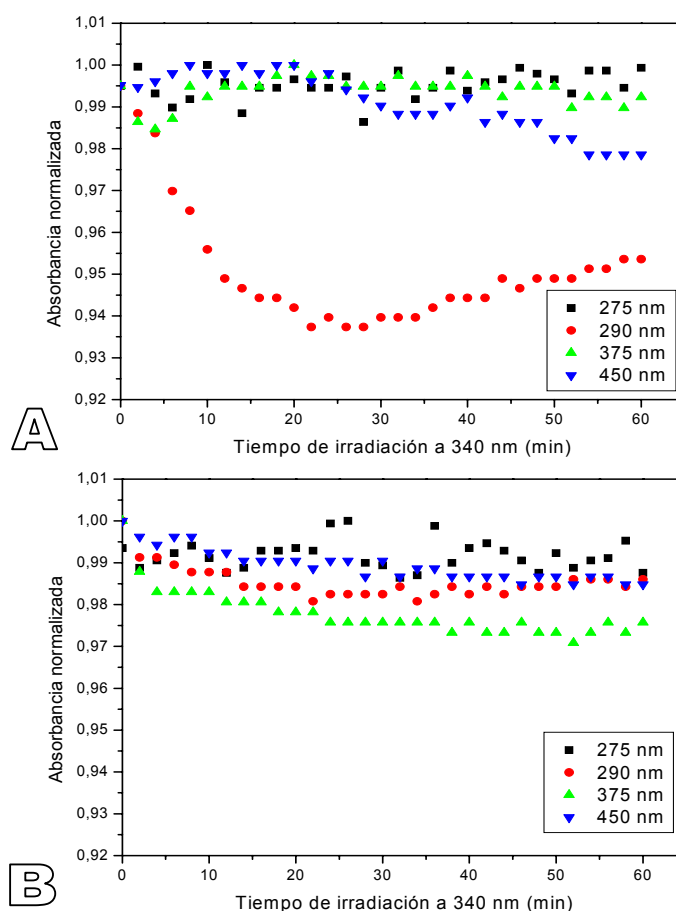 1,01
1,00
0,99
0,98
0,97
0,96
0,95
0,94
0,93
0,92
Absorbancia normalizada
275 nm
290 nm
375 nm
450 nm
0 10 20 30 40 50 60
Tiempo de irradiación a 340 nm (min)
A
1,01
1,00
0,99
0,98
0,97
0,96
0,95
0,94
0,93
0,92
Absorbancia normalizada
275 nm
290 nm
375 nm
450 nm
0 10 20 30 40 50 60
Tiempo de irradiación a 340 nm (min)
B